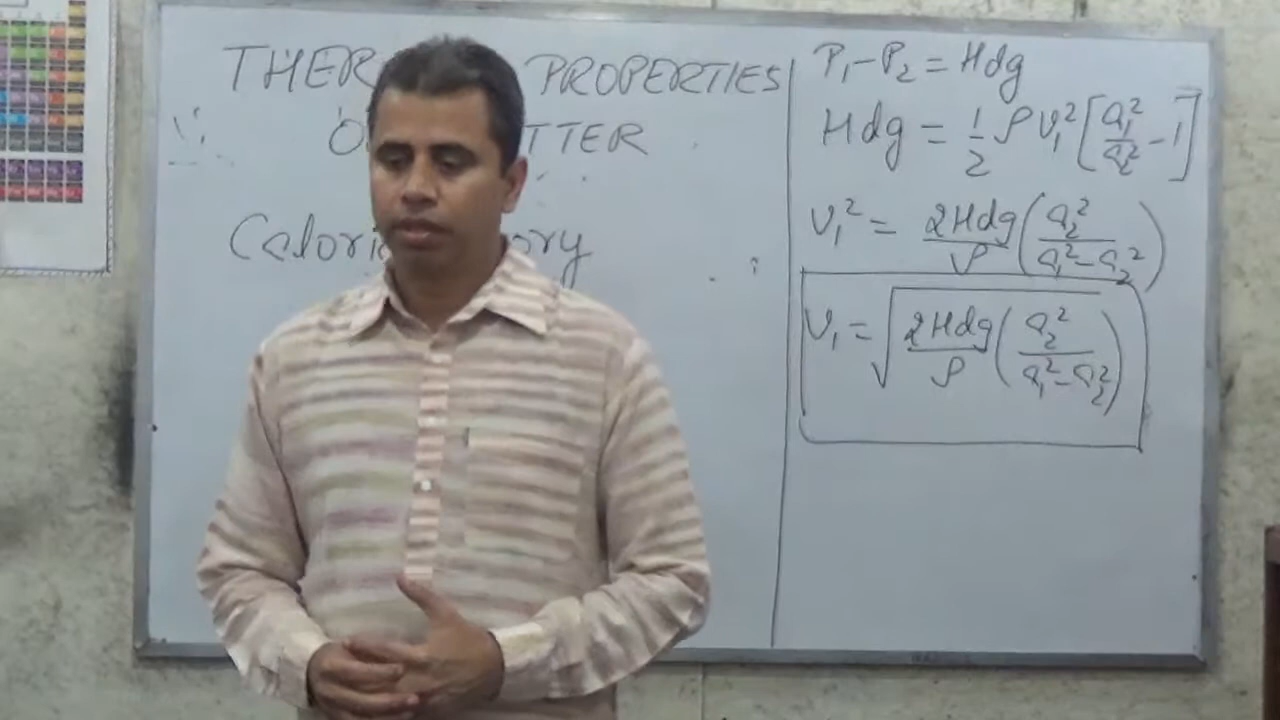 THER PROPERTIES
O TTER
Caloric ory
P₁-P₂ = Hdg
Hdg = 1/2 ρ v₁² [a₁²/a₂² - 1]
v₁² = 2Hdg/ρ (a₂²/a₁²-a₂²)
v₁ = √2Hdg/ρ (a₂²/a₁²-a₂²)